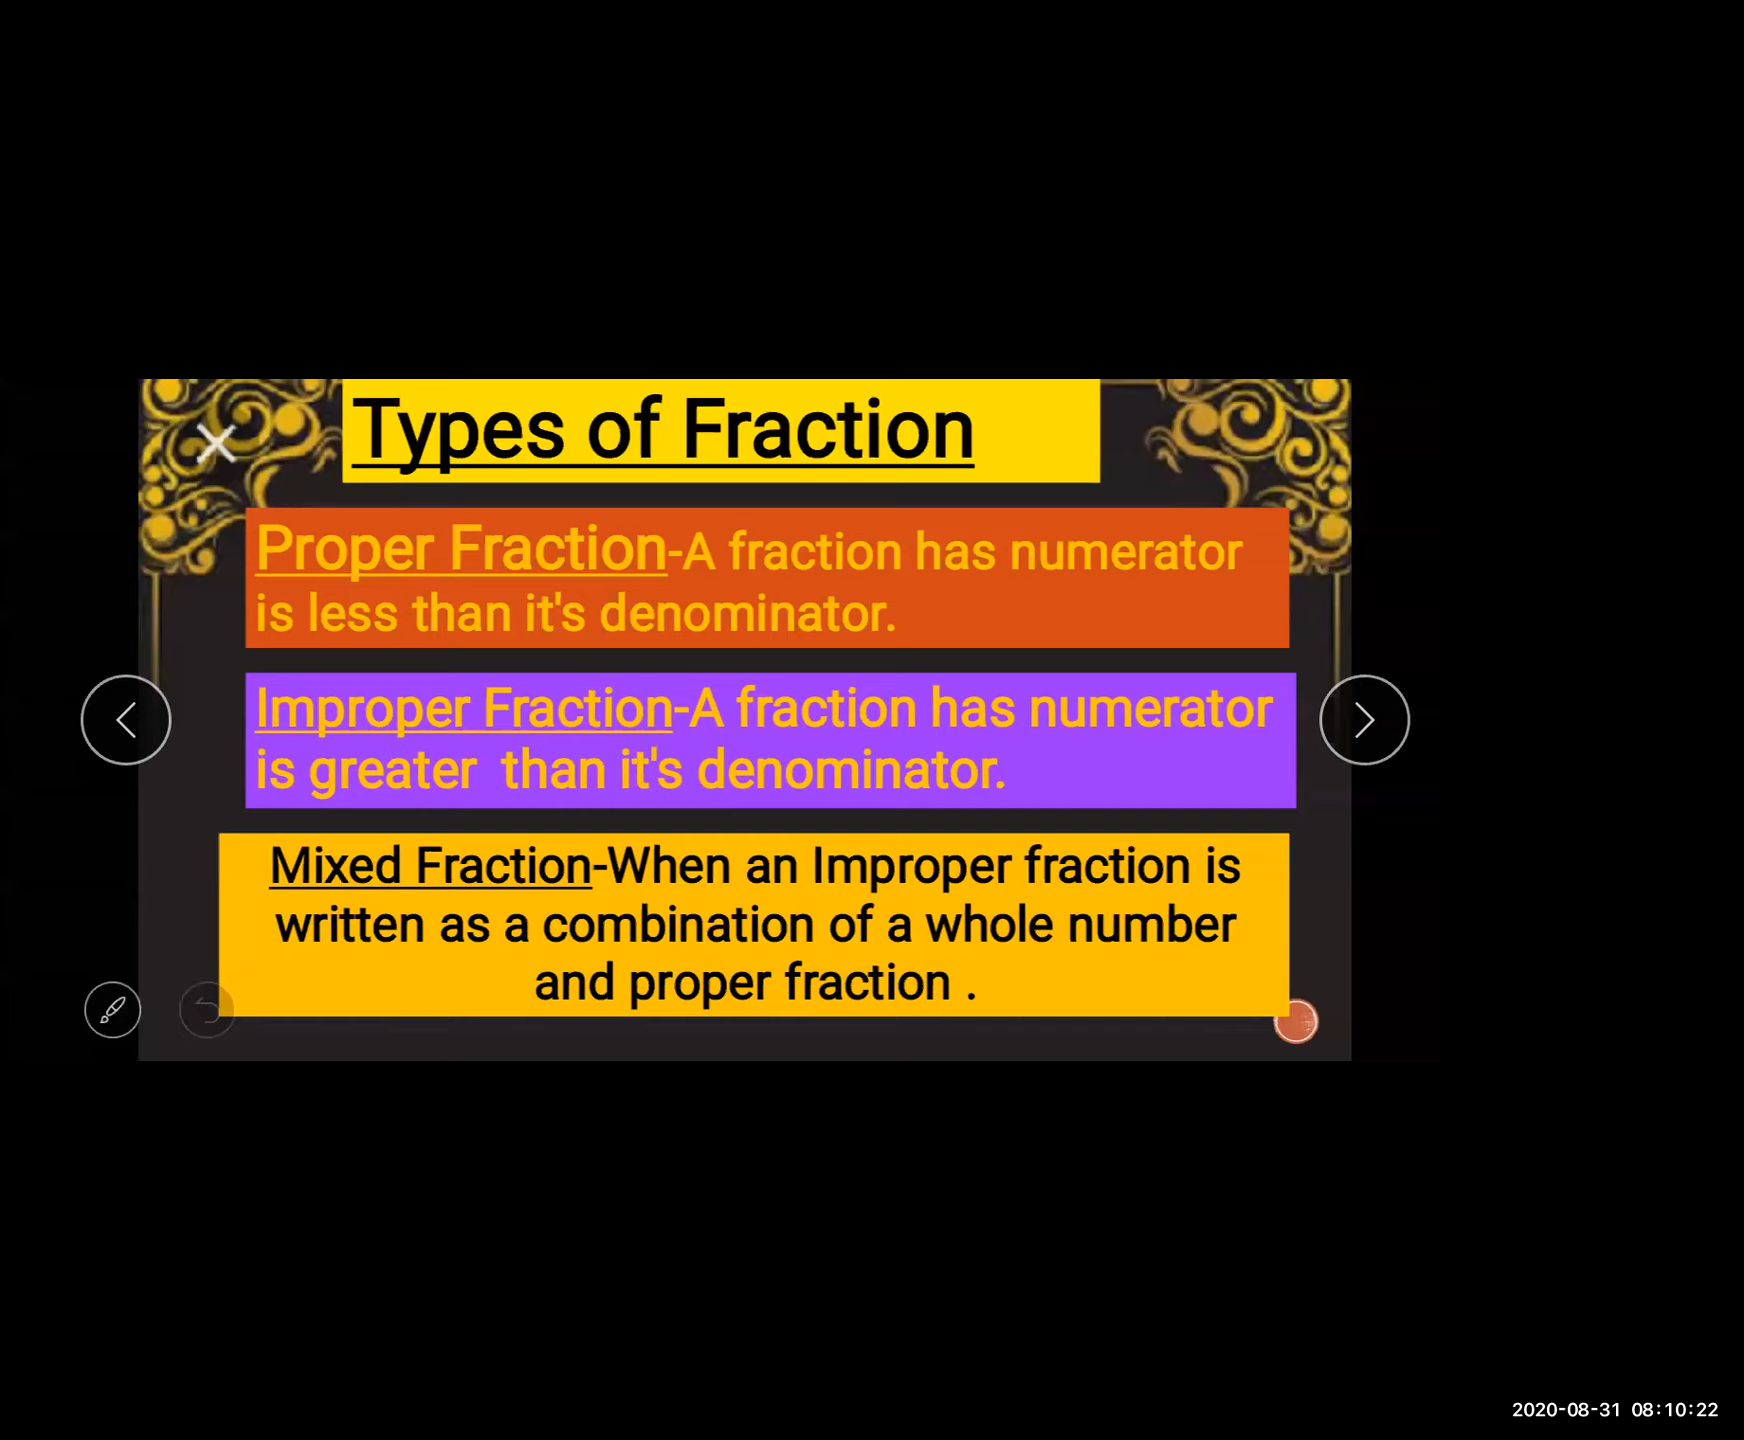 Types of Fraction
Proper Fraction-A fraction has numerator
is less than it's denominator.
Improper Fraction-A fraction has numerator
is greater  than it's denominator.
Mixed Fraction-When an Improper fraction is
written as a combination of a whole number
and proper fraction .
2020-08-31 08:10:22